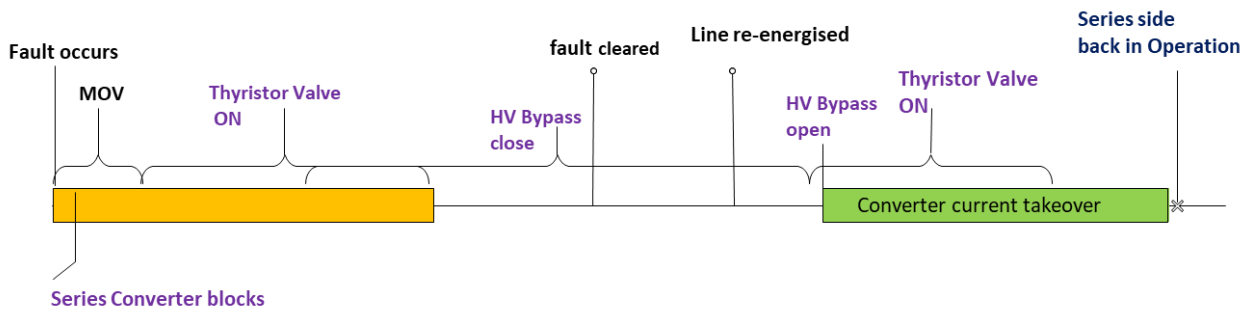 Fault occurs
MOV
Thyristor Valve
ON
HV Bypass
close
fault cleared
Line re-energised
HV Bypass
open
Thyristor Valve
ON
Series side
back in Operation
Converter current takeover
Series Converter blocks